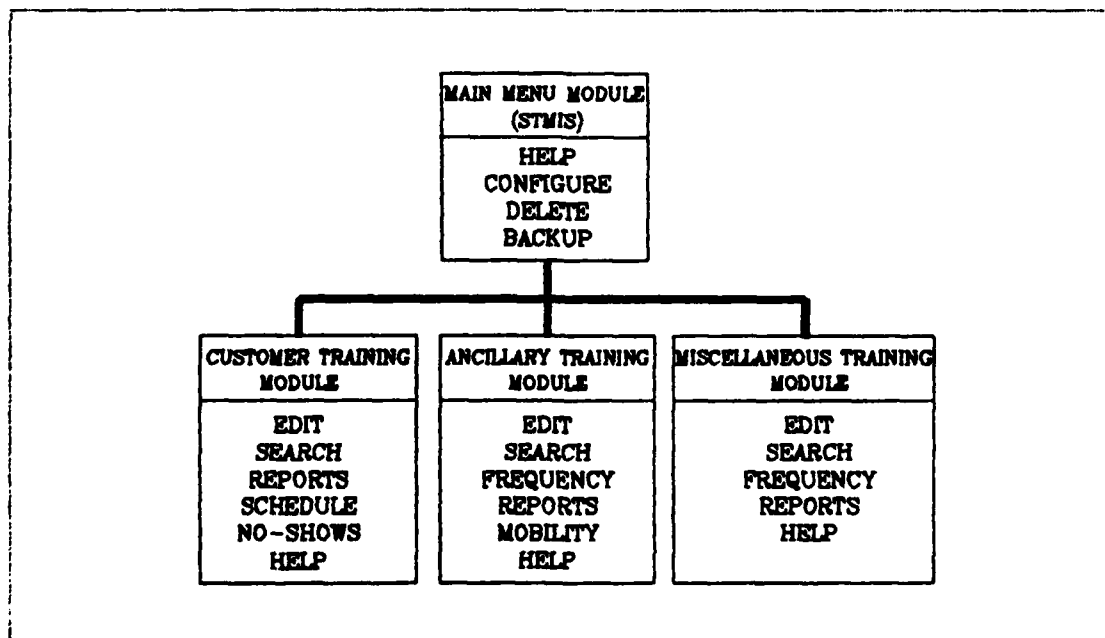 MAIN MENU MODULE
(STMIS)
HELP
CONFIGURE
DELETE
BACKUP
CUSTOMER TRAINING
MODULE
EDIT
SEARCH
REPORTS
SCHEDULE
NO-SHOWS
HELP
ANCILLARY TRAINING
MODULE
EDIT
SEARCH
FREQUENCY
REPORTS
MOBILITY
HELP
MISCELLANEOUS TRAINING
MODULE
EDIT
SEARCH
FREQUENCY
REPORTS
HELP